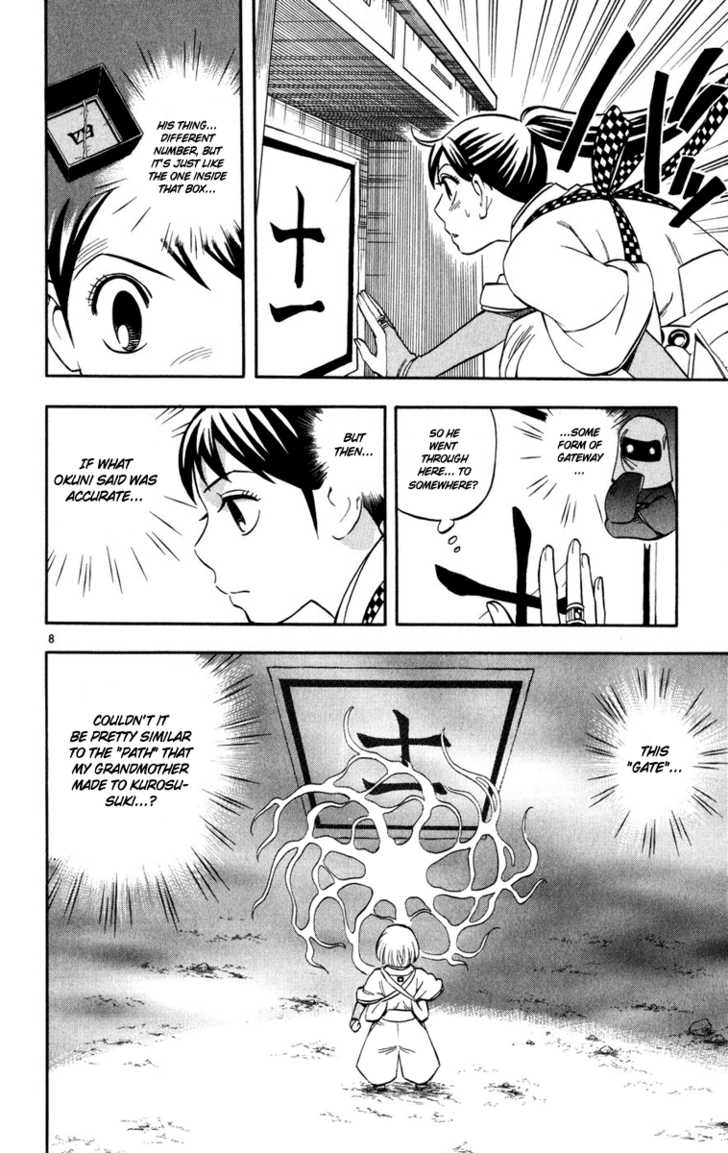 十
一
HIS THING...
DIFFERENT
NUMBER, BUT
IT'S JUST LIKE
THE ONE INSIDE
THAT BOX...
...SOME
FORM OF
GATEWAY
...
SO HE
WENT
THROUGH
HERE... TO
SOMEWHERE?
十
BUT
THEN...
IF WHAT
OKUNI SAID WAS
ACCURATE...
8
THIS
"GATE"...
十
一
COULDN'T IT
BE PRETTY SIMILAR
TO THE "PATH" THAT
MY GRANDMOTHER
MADE TO KUROSU-
SUKI...?